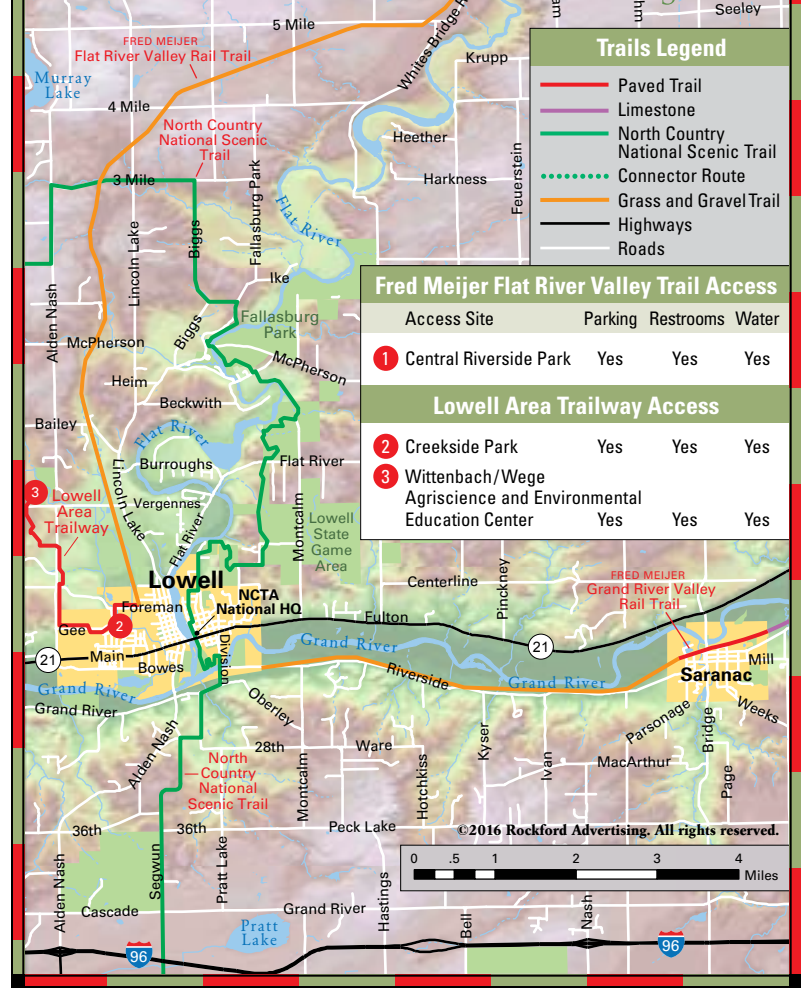 5 Mile
Seeley
hm
am
FRED MEIJER
Flat River Valley Rail Trail
Whites Bridge R
Krupp
Murray
Lake
4 Mile
North Country
National Scenic
Trail
Heether
Harkness
Feuerstein
3 Mile
Fallasburg Park
Flat River
Biggs
Lincoln Lake
Alden Nash
Ike
Trails Legend
Paved Trail
Limestone
North Country
National Scenic Trail
Connector Route
Grass and Gravel Trail
Highways
Roads
Fred Meijer Flat River Valley Trail Access
Access Site Parking Restrooms Water
1 Central Riverside Park Yes Yes Yes
Lowell Area Trailway Access
2 Creekside Park Yes Yes Yes
3 Wittenbach/Wege
Agriscience and Environmental
Education Center Yes Yes Yes
Fallasburg
Park
Biggs
McPherson
McPherson
Heim
Beckwith
Bailey
Flat River
Burroughs
Flat River
3
Lowell
Area
Trailway
Lincoln Lake
Vergennes
Flat River
Montcalm
Lowell
State
Game
Area
Lowell
NCTA
National HQ
Foreman
2
Gee
Centerline
Pinckney
FRED MEIJER
Grand River Valley
Rail Trail
Fulton
21
Main
Bowes
Division
Grand River
21
Riverside
Grand River
Saranac
Mill
Grand River
Grand River
Oberley
Weeks
Parsonage
Bridge
Alden Nash
28th
Ware
Kyser
Ivan
MacArthur
Hotchkiss
Montcalm
Page
North
Country
National
Scenic Trail
36th
36th
Peck Lake
©2016 Rockford Advertising. All rights reserved.
0 .5 1 2 3 4
Miles
Alden Nash
Segwun
Pratt Lake
Cascade
Grand River
Hastings
Bell
Nash
Pratt
Lake
96
96